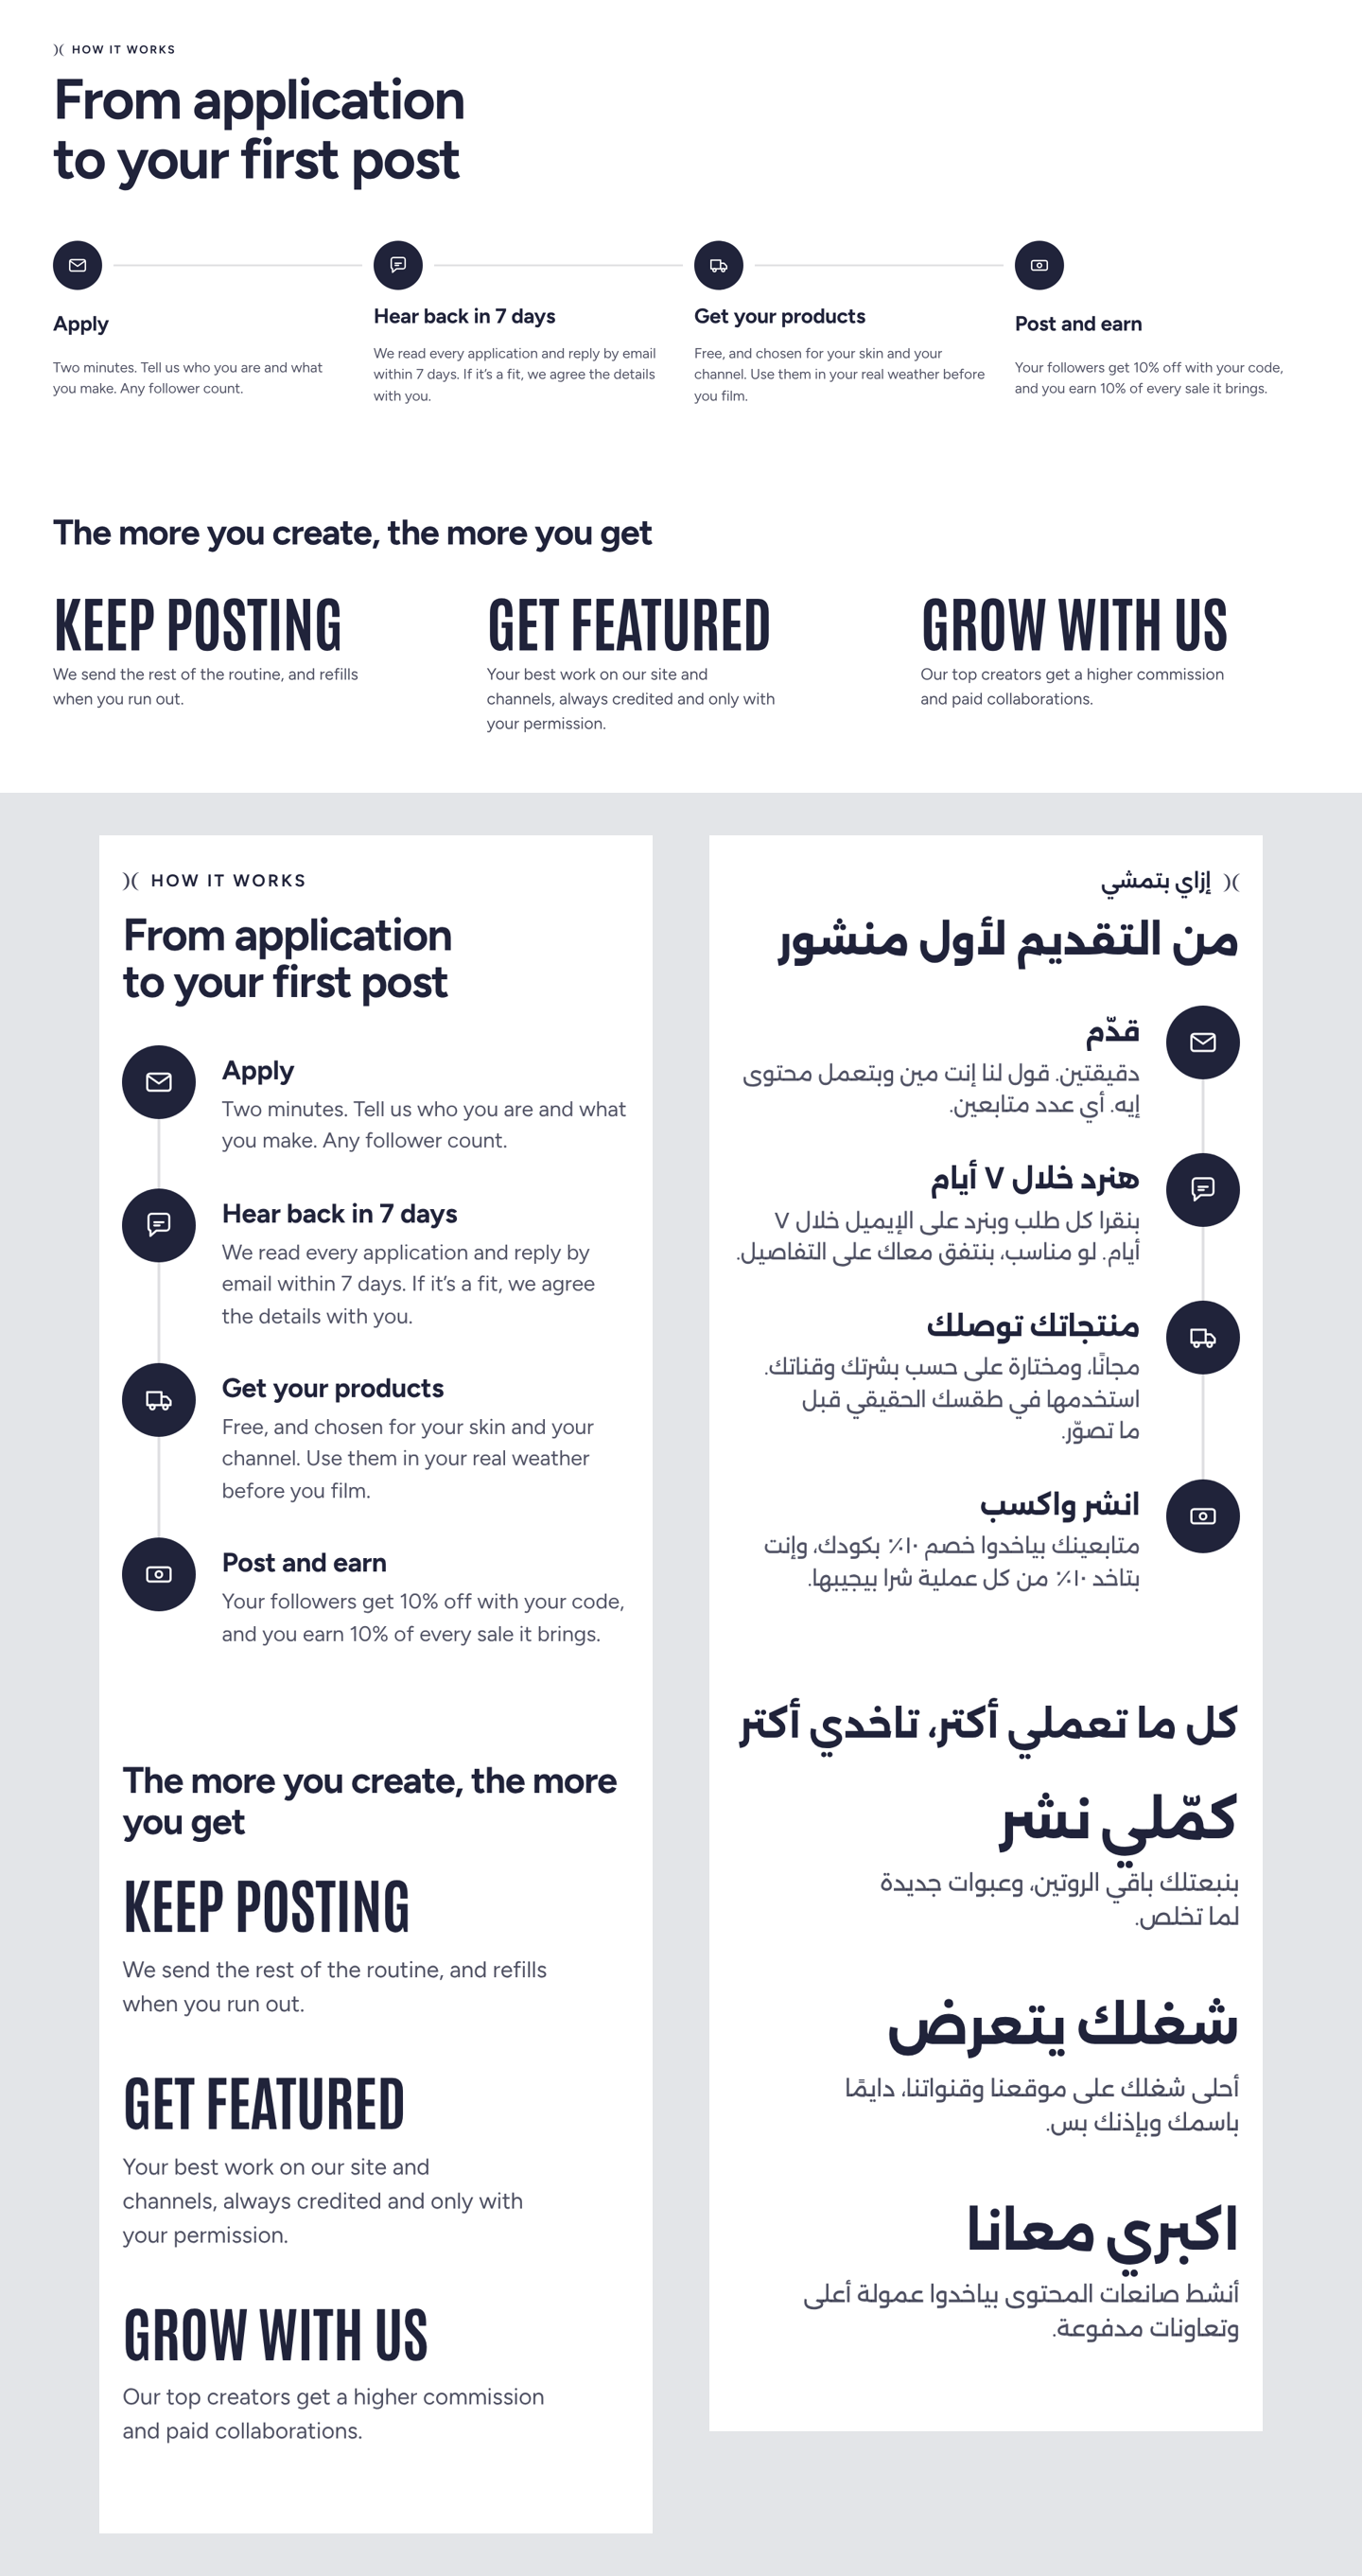 HOW IT WORKS
From application
to your first post
Apply
Two minutes. Tell us who you are and what
you make. Any follower count.
Hear back in 7 days
We read every application and reply by email
within 7 days. If it’s a fit, we agree the details
with you.
Get your products
Free, and chosen for your skin and your
channel. Use them in your real weather before
you film.
Post and earn
Your followers get 10% off with your code,
and you earn 10% of every sale it brings.
The more you create, the more you get
KEEP POSTING
We send the rest of the routine, and refills
when you run out.
GET FEATURED
Your best work on our site and
channels, always credited and only with
your permission.
GROW WITH US
Our top creators get a higher commission
and paid collaborations.
HOW IT WORKS
From application
to your first post
Apply
Two minutes. Tell us who you are and what
you make. Any follower count.
Hear back in 7 days
We read every application and reply by
email within 7 days. If it’s a fit, we agree
the details with you.
Get your products
Free, and chosen for your skin and your
channel. Use them in your real weather
before you film.
Post and earn
Your followers get 10% off with your code,
and you earn 10% of every sale it brings.
The more you create, the more
you get
KEEP POSTING
We send the rest of the routine, and refills
when you run out.
GET FEATURED
Your best work on our site and
channels, always credited and only with
your permission.
GROW WITH US
Our top creators get a higher commission
and paid collaborations.
إزاي بتمشي
من التقديم لأول منشور
قدّم
دقيقتين. قول لنا إنت مين وبتعمل محتوى
إيه. أي عدد متابعين.
هنرد خلال ٧ أيام
بنقرا كل طلب وبنرد على الإيميل خلال ٧
أيام. لو مناسب، بنتفق معاك على التفاصيل.
منتجاتك توصلك
مجانًا، ومختارة على حسب بشرتك وقناتك.
استخدمها في طقسك الحقيقي قبل
ما تصوّر.
انشر واكسب
متابعينك بياخدوا خصم ١٠٪ بكودك، وإنت
بتاخد ١٠٪ من كل عملية شرا بيجيبها.
كل ما تعملي أكتر، تاخدي أكتر
كمّلي نشر
بنبعتلك باقي الروتين، وعبوات جديدة
لما تخلص.
شغلك يتعرض
أحلى شغلك على موقعنا وقنواتنا، دايمًا
باسمك وبإذنك بس.
اكبري معانا
أنشط صانعات المحتوى بياخدوا عمولة أعلى
وتعاونات مدفوعة.